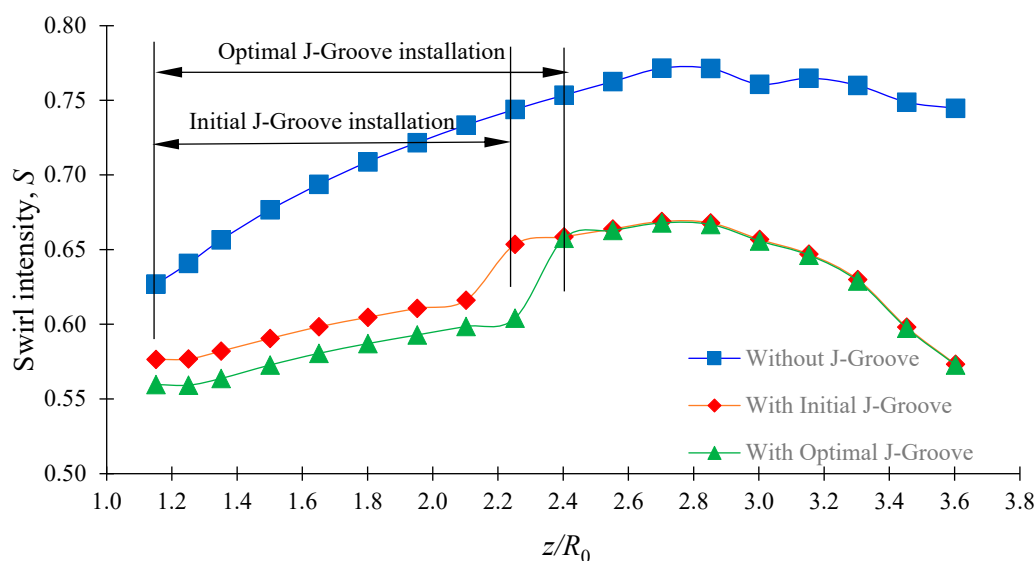 0.80
0.75
0.70
0.65
0.60
0.55
0.50
Swirl intensity, S
Optimal J-Groove installation
Initial J-Groove installation
Without J-Groove
With Initial J-Groove
With Optimal J-Groove
1.0 1.2 1.4 1.6 1.8 2.0 2.2 2.4 2.6 2.8 3.0 3.2 3.4 3.6 3.8
z/R0